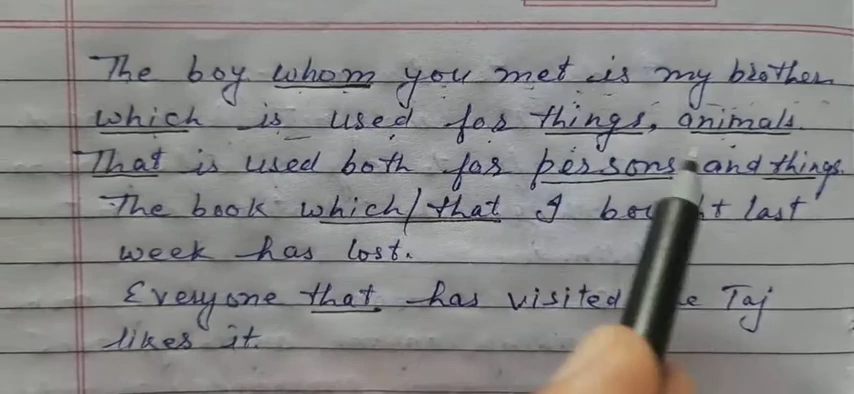 The boy whom you met is my brother
which is used for things, animals.
That is used both for persons and things.
The book which/that I last
week has lost.
Everyone that has visited Taj
likes it.